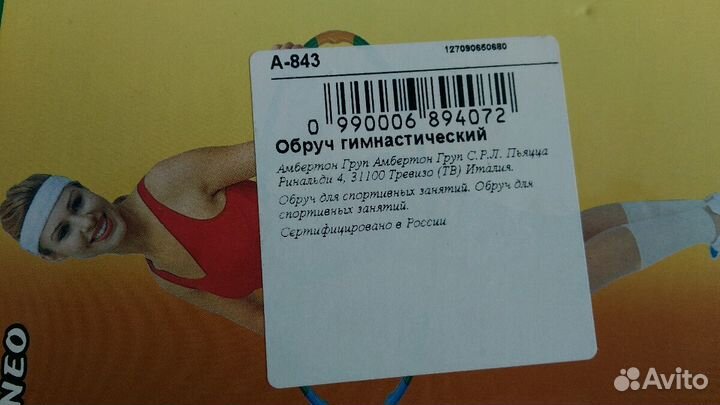 127090650680
A-843
0 990006 894072
Обруч гимнастический
Амбертон Груп Амбертон Груп С.Р.Л. Пьяцца
Ринальди 4, 31100 Тревизо (ТВ) Италия.
Обруч для спортивных занятий. Обруч для
спортивных занятий.
Сертифицировано в России
NEO
Avito